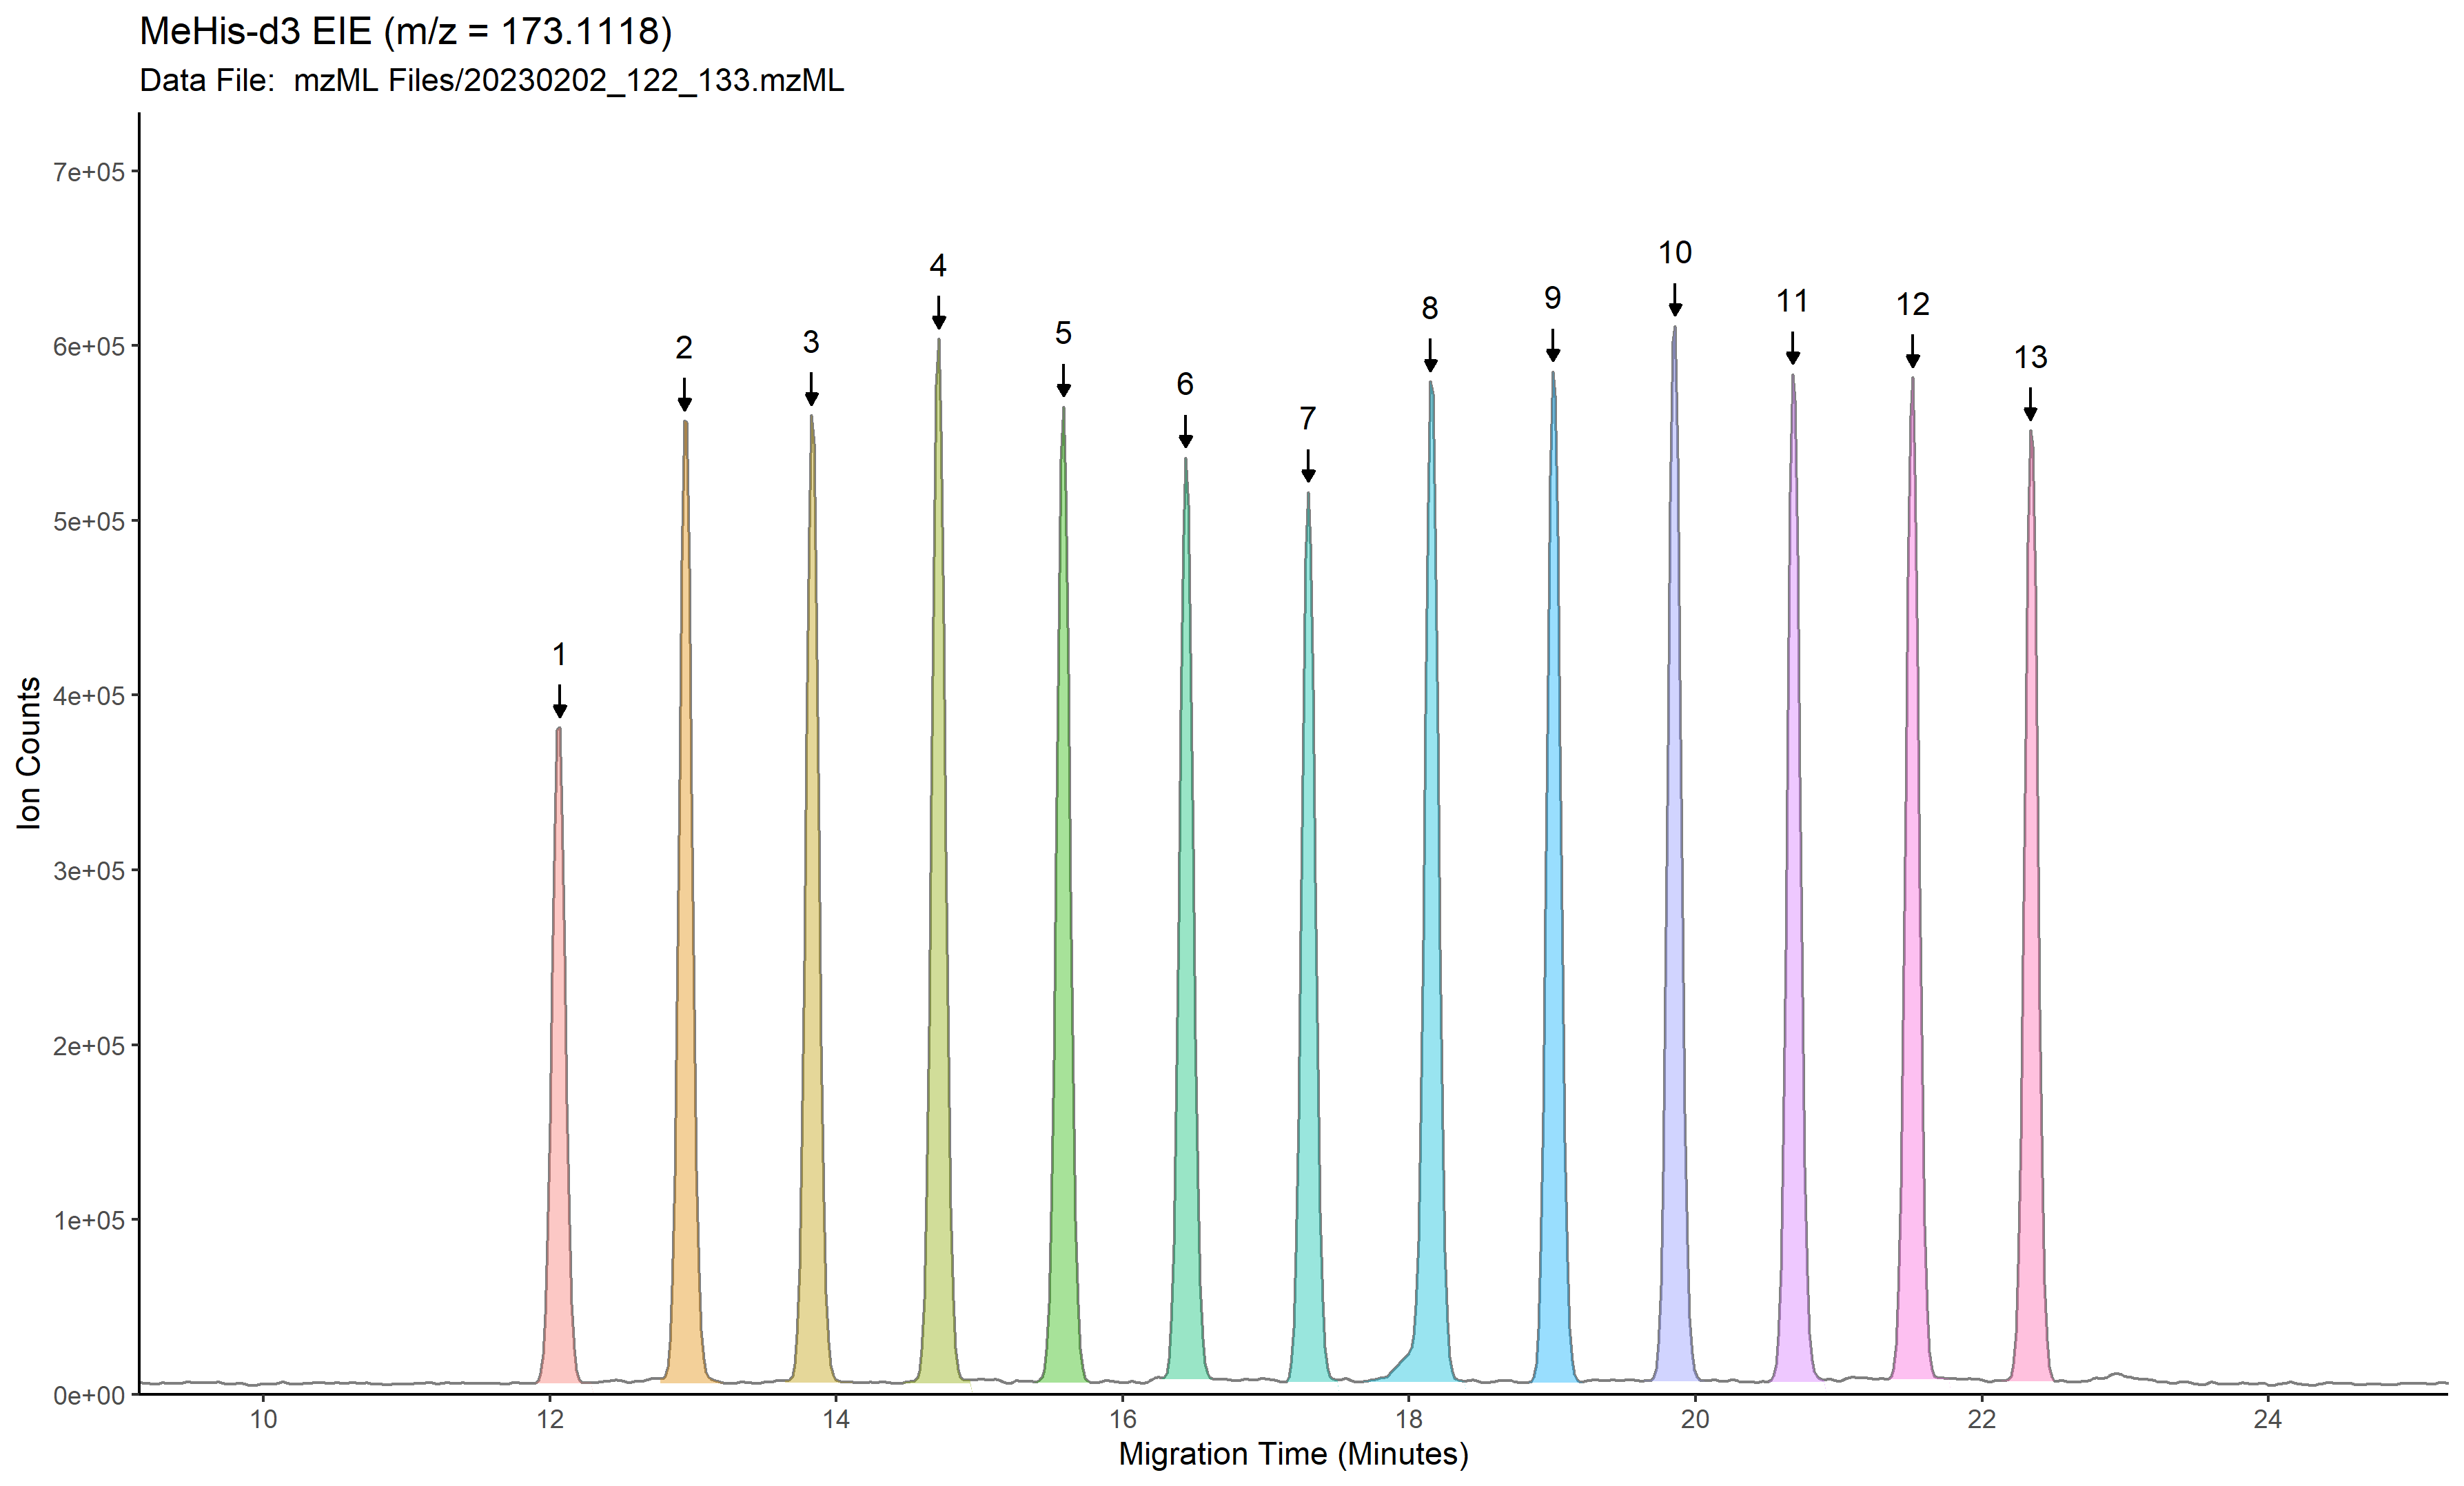 MeHis-d3 EIE (m/z = 173.1118)
Data File:  mzML Files/20230202_122_133.mzML
7e+05
6e+05
5e+05
4e+05
3e+05
2e+05
1e+05
0e+00
Ion Counts
1
2
3
4
5
6
7
8
9
10
11
12
13
10
12
14
16
18
20
22
24
Migration Time (Minutes)